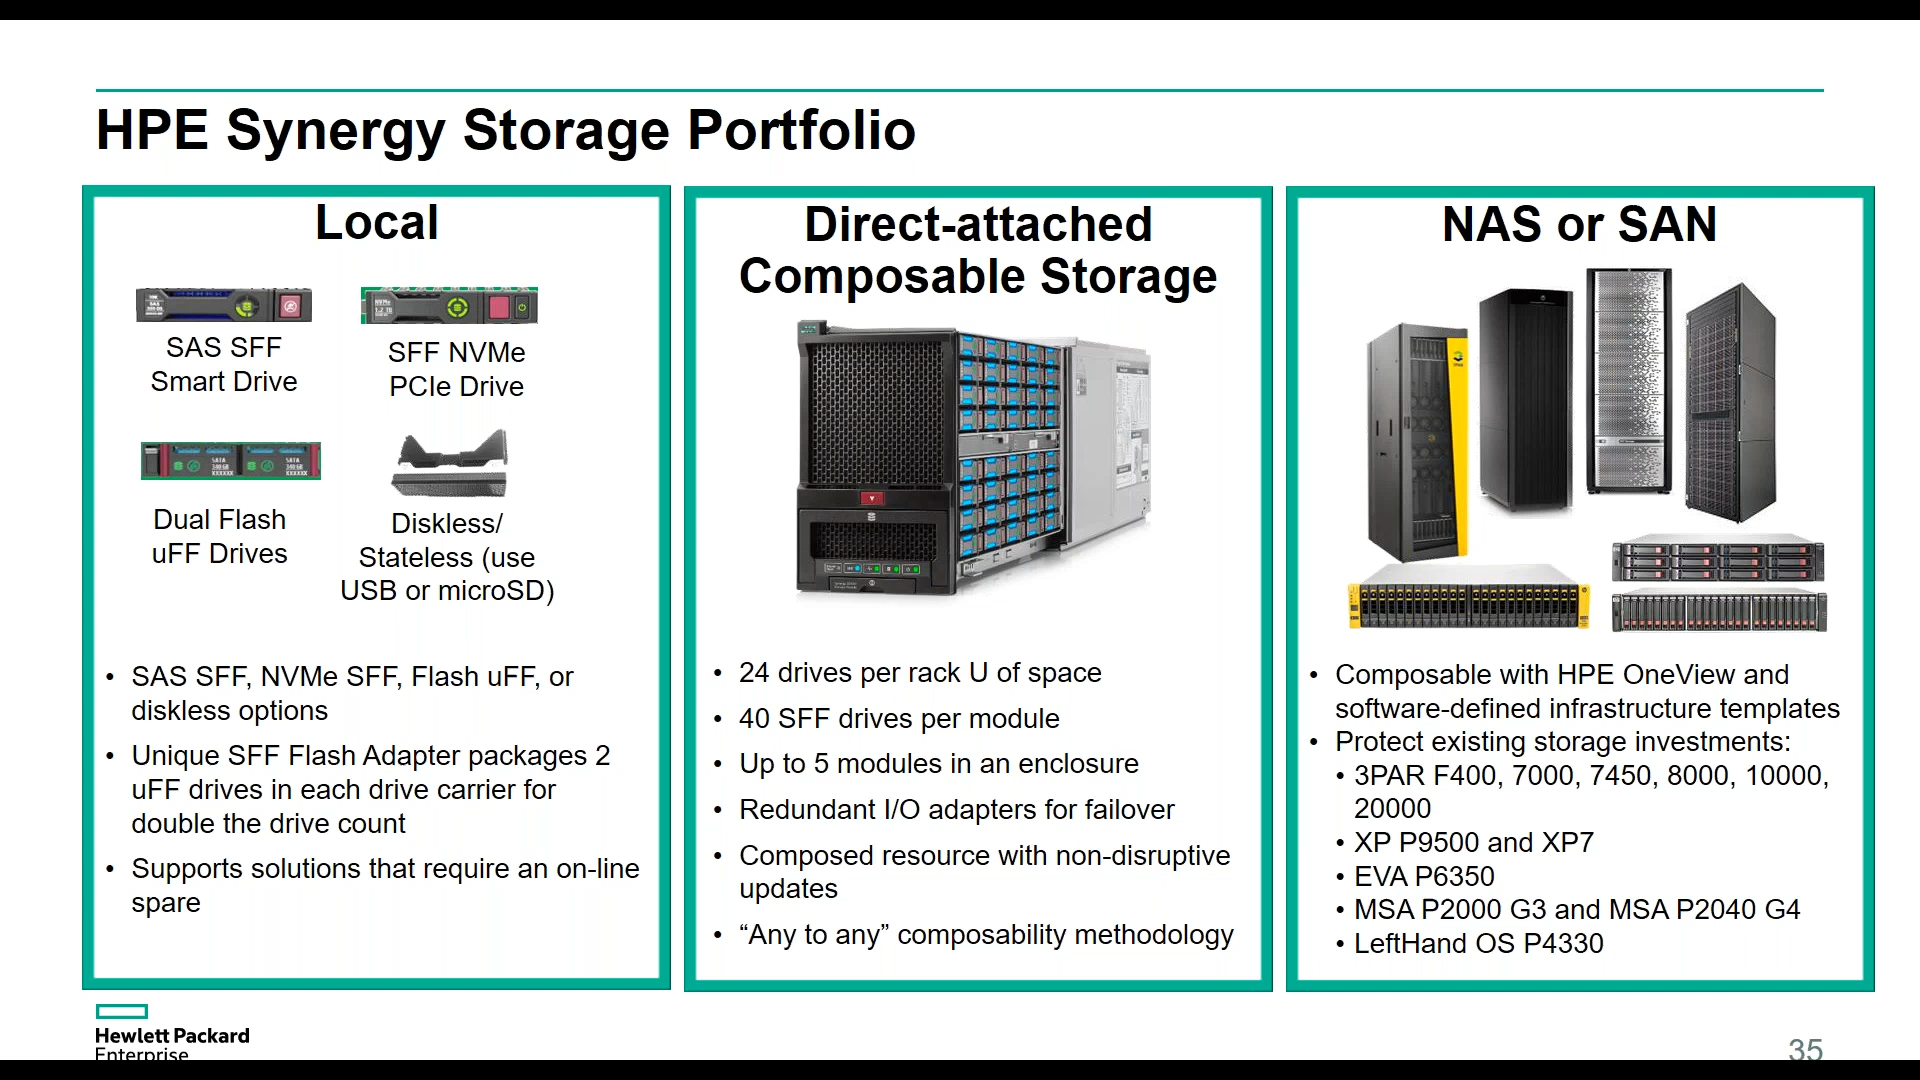 HPE Synergy Storage Portfolio
Local
SAS SFF
Smart Drive
SFF NVMe
PCIe Drive
Dual Flash
uFF Drives
Diskless/
Stateless (use
USB or microSD)
• SAS SFF, NVMe SFF, Flash uFF, or
diskless options
• Unique SFF Flash Adapter packages 2
uFF drives in each drive carrier for
double the drive count
• Supports solutions that require an on-line
spare
Direct-attached
Composable Storage
• 24 drives per rack U of space
• 40 SFF drives per module
• Up to 5 modules in an enclosure
• Redundant I/O adapters for failover
• Composed resource with non-disruptive
updates
• “Any to any” composability methodology
NAS or SAN
• Composable with HPE OneView and
software-defined infrastructure templates
• Protect existing storage investments:
• 3PAR F400, 7000, 7450, 8000, 10000,
20000
• XP P9500 and XP7
• EVA P6350
• MSA P2000 G3 and MSA P2040 G4
• LeftHand OS P4330
Hewlett Packard
Enterprise
35